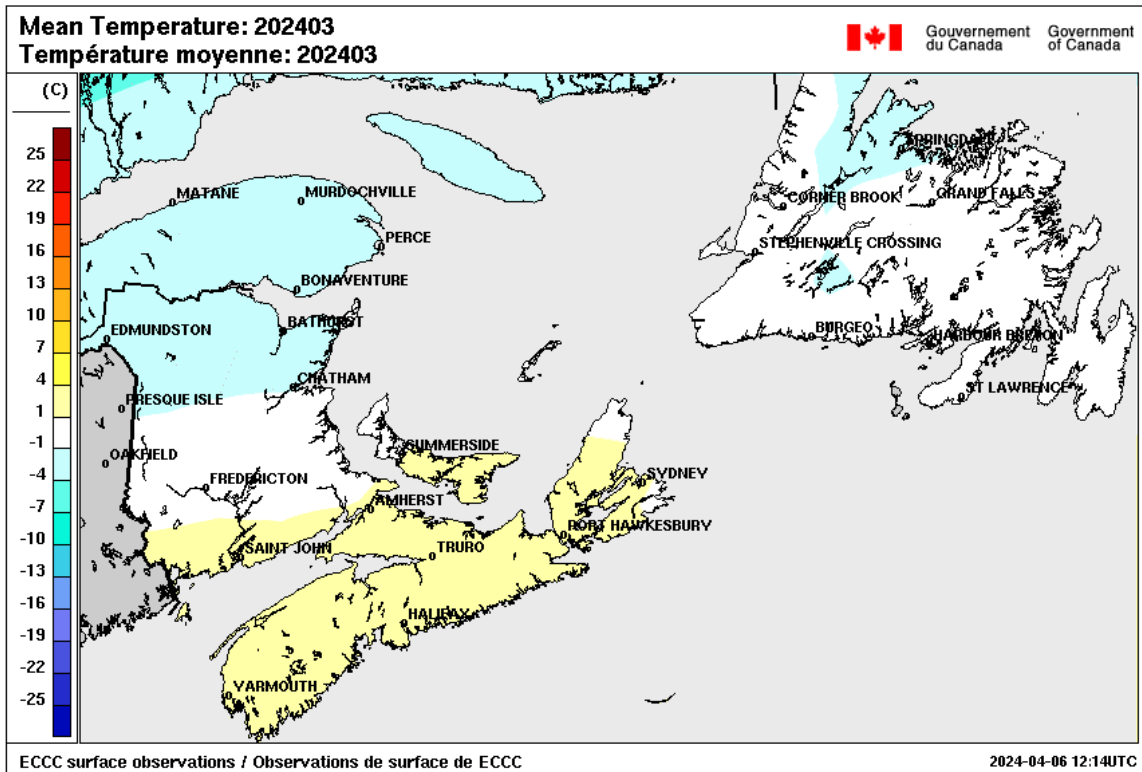 Mean Temperature: 202403
Température moyenne: 202403
Gouvernement du Canada
Government of Canada
(C)
25
22
19
16
13
10
7
4
1
-1
-4
-7
-10
-13
-16
-19
-22
-25
SPRINGDALE
MATANE
MURDOCHVILLE
CORNER BROOK
GRAND FALLS
PERCE
STEPHENVILLE CROSSING
BONAVENTURE
EDMUNDSTON
BATHURST
BURGEO
HARBOUR BRETON
CHATHAM
ST LAWRENCE
PRESQUE ISLE
SUMMERSIDE
OAKFIELD
FREDERICTON
SYDNEY
AMHERST
PORT HAWKESBURY
SAINT JOHN
TRURO
HALIFAX
YARMOUTH
ECCC surface observations / Observations de surface de ECCC
2024-04-06 12:14UTC